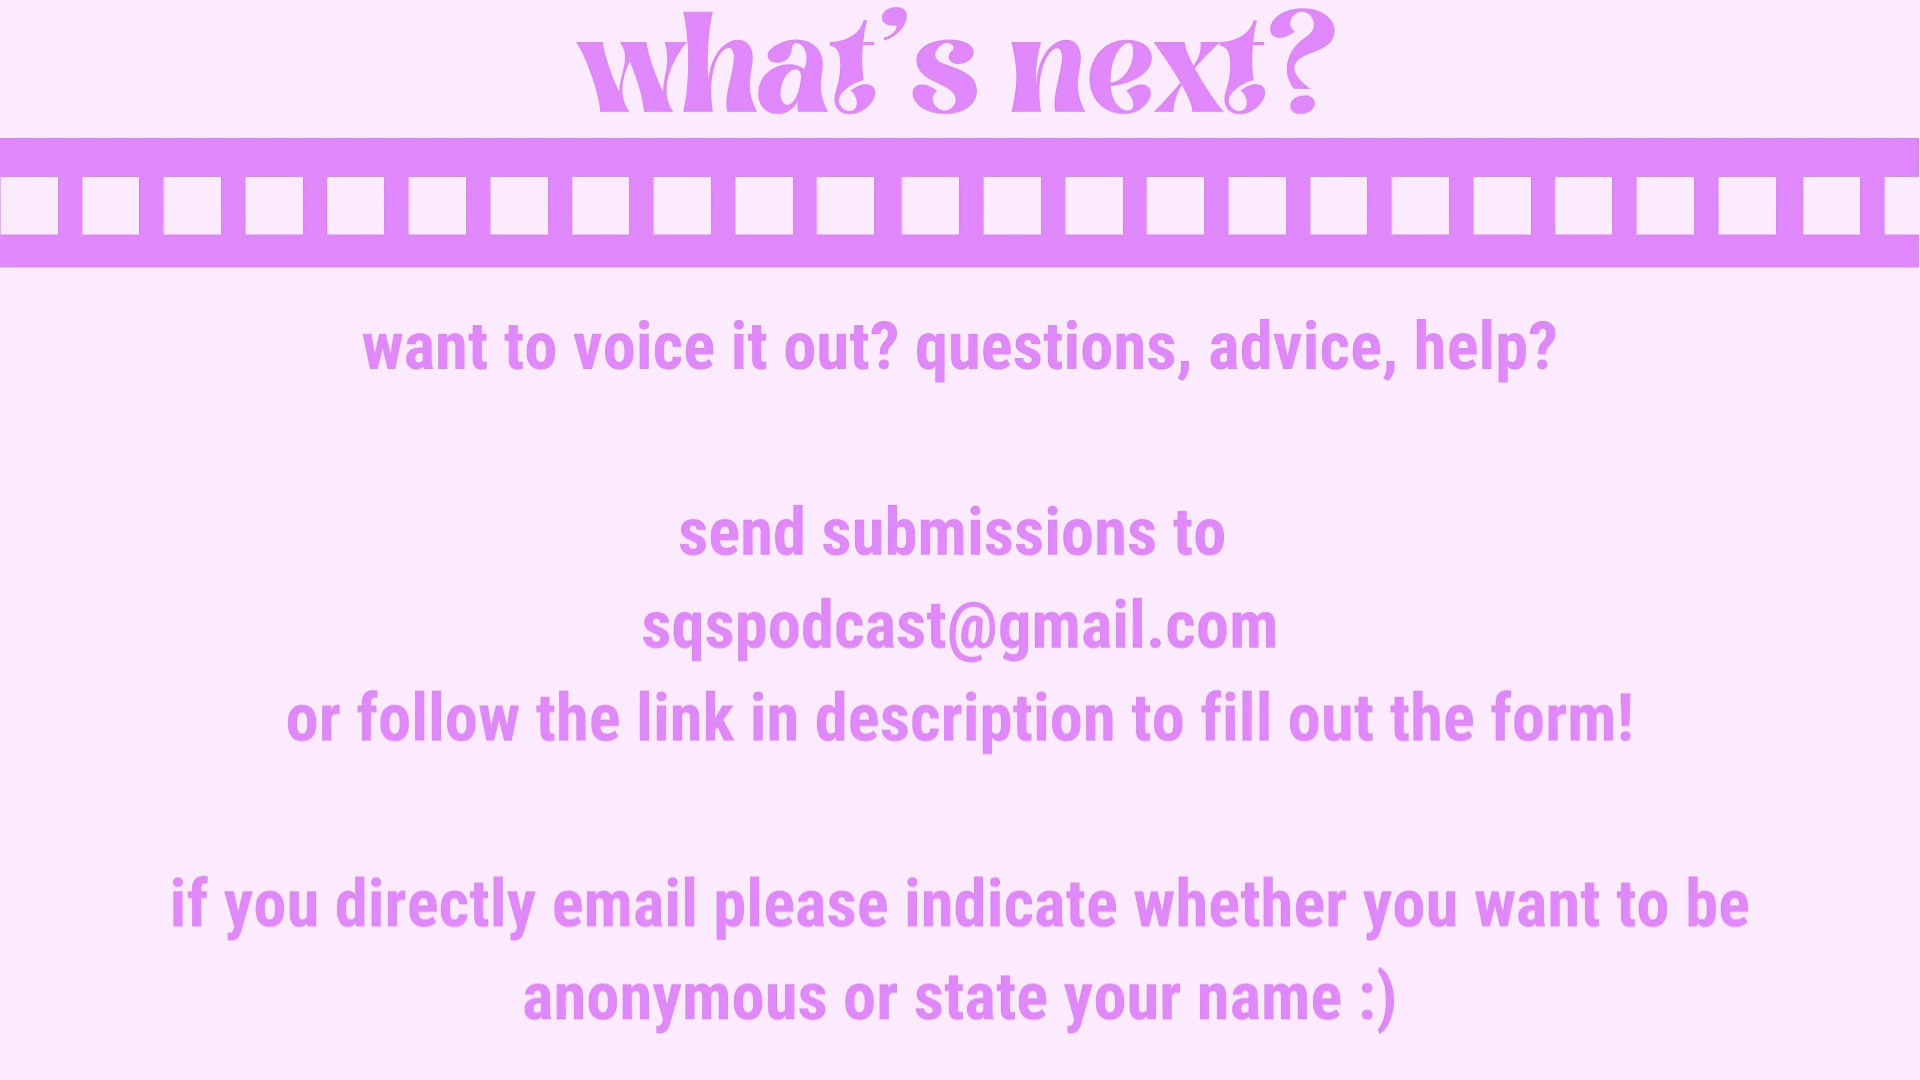 what's next?
want to voice it out? questions, advice, help?
send submissions to
sqspodcast@gmail.com
or follow the link in description to fill out the form!
if you directly email please indicate whether you want to be
anonymous or state your name :)